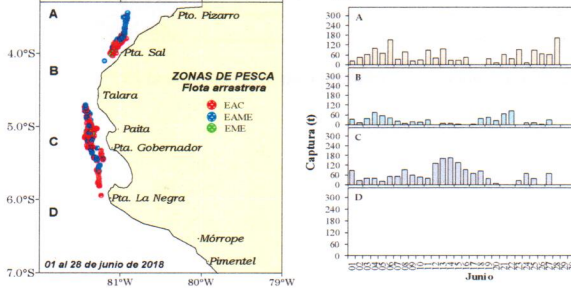 A
Pto. Pizarro
4.0°S
Pta. Sal
B
ZONAS DE PESCA
Flota arrastrera
Talara
EAC
EAME
EME
5.0°S
Paita
C
Pta. Gobernador
6.0°S
Pta. La Negra
D
Mórrope
Pimentel
01 al 28 de junio de 2018
7.0°S
81°W
79°W
Captura (t)
A
300
240
180
120
60
0
B
300
240
180
120
60
0
C
300
240
180
120
60
0
D
300
240
180
120
60
0
Junio